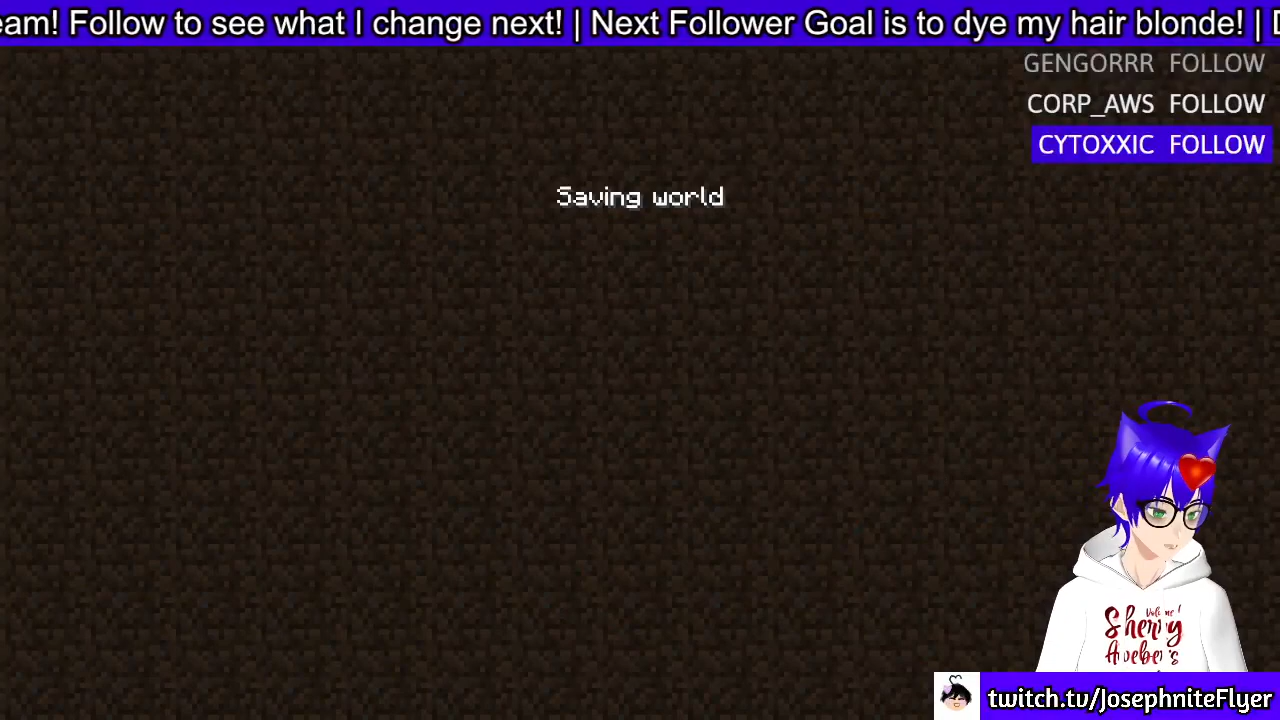 eam! Follow to see what I change next! | Next Follower Goal is to dye my hair blonde! |
GENGORRR FOLLOW
CORP_AWS FOLLOW
CYTOXXIC FOLLOW
Saving world
Sherry
twitch.tv/JosephniteFlyer